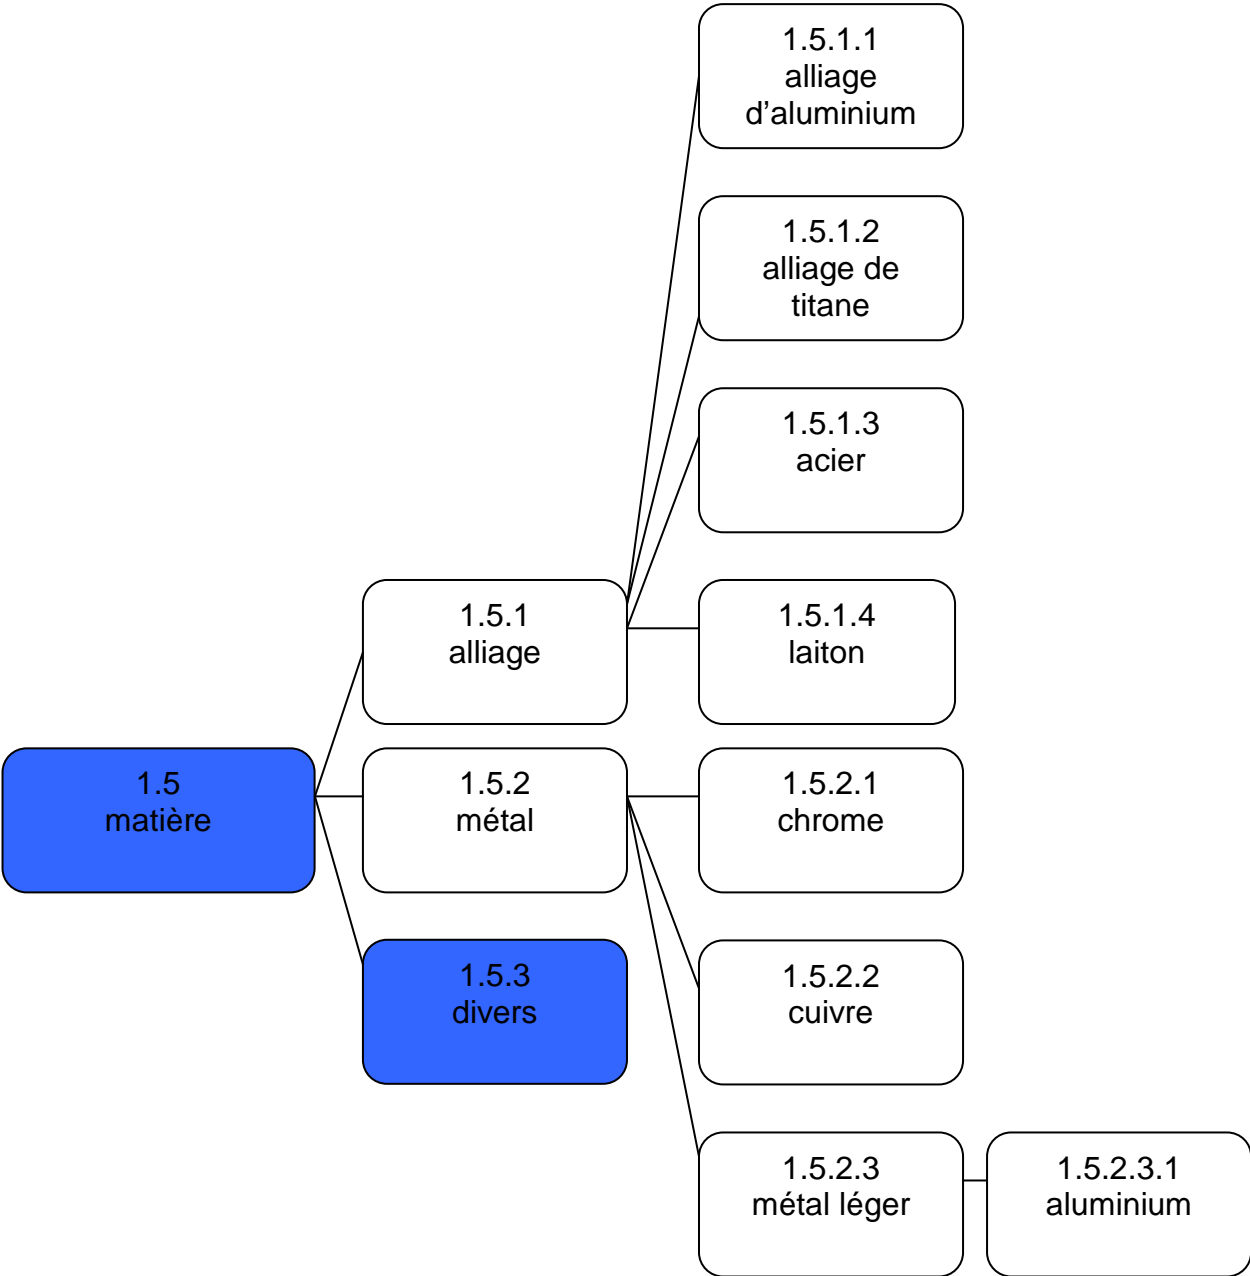 1.5.1.1
alliage
d’aluminium
1.5.1.2
alliage de
titane
1.5.1.3
acier
1.5.1
alliage
1.5.1.4
laiton
1.5
matière
1.5.2
métal
1.5.2.1
chrome
1.5.3
divers
1.5.2.2
cuivre
1.5.2.3
métal léger
1.5.2.3.1
aluminium